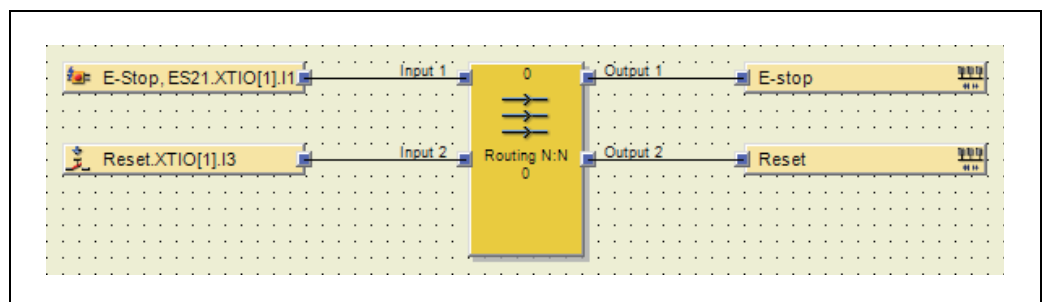 E-Stop, ES21.XTIO[1].I1
Input 1
0
Output 1
E-stop
Reset.XTIO[1].I3
Input 2
Routing N:N
0
Output 2
Reset